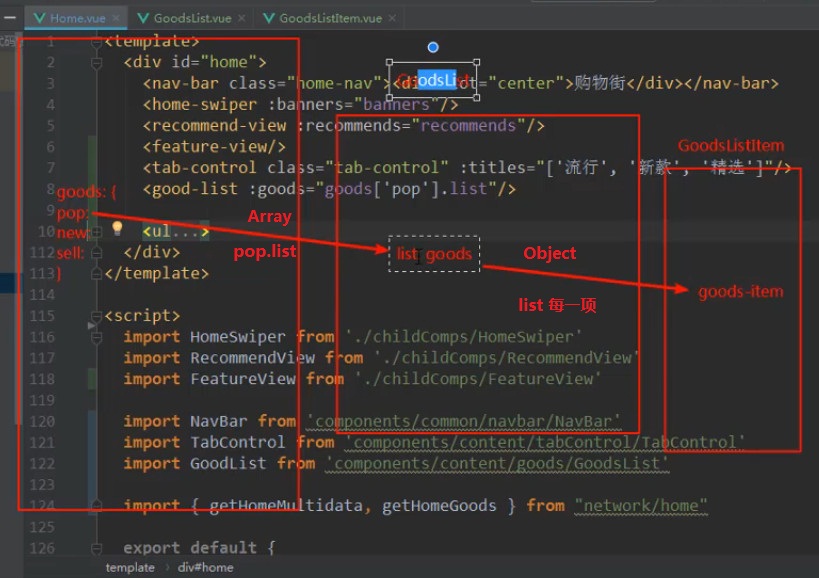 Home.vue GoodsList.vue GoodsListItem.vue
1 <template>
2 <div id="home">
GoodsLi
3 <nav-bar class="home-nav"><di ot="center">购物街</div></nav-bar>
4 <home-swiper :banners="banners"/>
5 <recommend-view :recommends="recommends"/>
6 <feature-view/>
GoodsListItem
7 <tab-control class="tab-control" :titles="['流行', '新款', '精选']"/>
8 <good-list :goods="goods['pop'].list"/>
goods: {
9
pop:
Array
10 <ul...>
new:
pop.list
112 </div>
sell:
list goods
Object
113 </template>
}
goods-item
114
list 每一项
115 <script>
116 import HomeSwiper from './childComps/HomeSwiper'
117 import RecommendView from './childComps/RecommendView'
118 import FeatureView from './childComps/FeatureView'
119
120 import NavBar from 'components/common/navbar/NavBar'
121 import TabControl from 'components/content/tabControl/TabControl'
122 import GoodList from 'components/content/goods/GoodsList'
123
124 import { getHomeMultidata, getHomeGoods } from "network/home"
125
126 export default {
template div#home